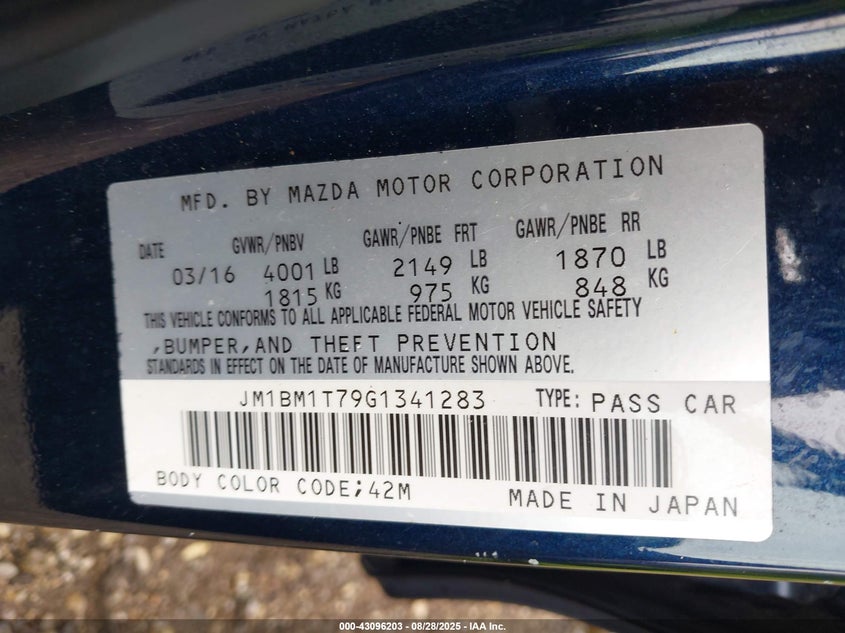 MFD. BY MAZDA MOTOR CORPORATION
DATE GVWR/PNBV GAWR/PNBE FRT GAWR/PNBE RR
03/16 4001 LB 2149 LB 1870 LB
1815 KG 975 KG 848 KG
THIS VEHICLE CONFORMS TO ALL APPLICABLE FEDERAL MOTOR VEHICLE SAFETY
,BUMPER,AND THEFT PREVENTION
STANDARDS IN EFFECT ON THE DATE OF MANUFACTURE SHOWN ABOVE.
JM1BM1T79G1341283 TYPE: PASS CAR
BODY COLOR CODE;42M MADE IN JAPAN
000-43096203 - 08/28/2025 - IAA Inc.